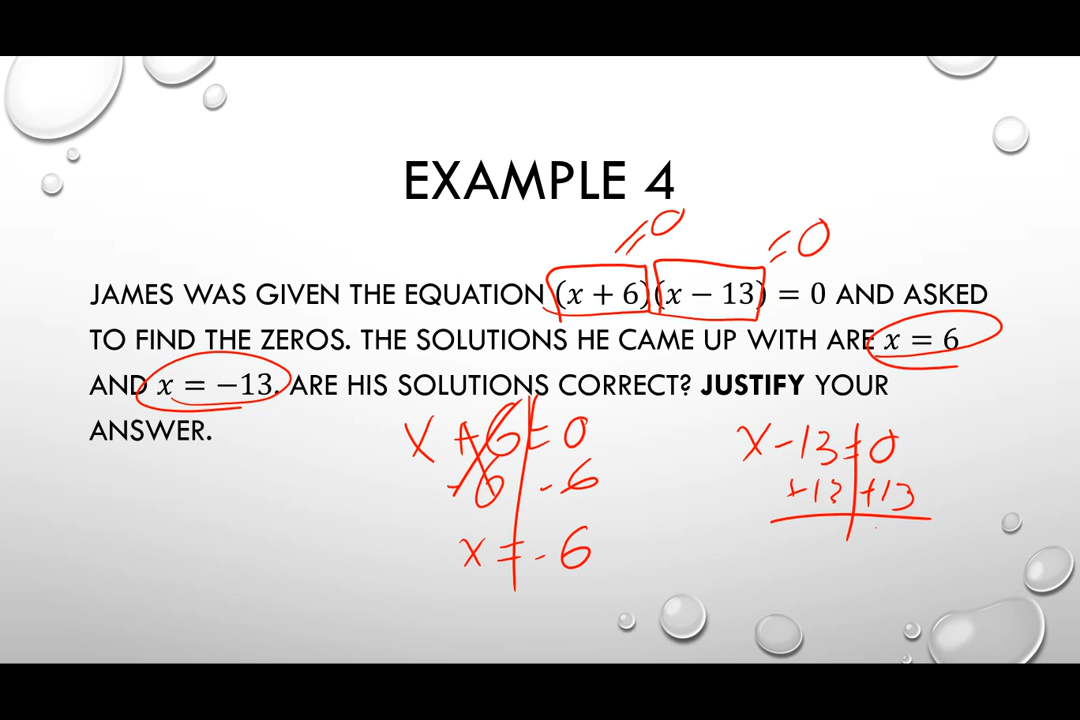 EXAMPLE 4
=0 =0
JAMES WAS GIVEN THE EQUATION (x + 6)(x − 13) = 0 AND ASKED
TO FIND THE ZEROS. THE SOLUTIONS HE CAME UP WITH ARE x = 6
AND x = −13. ARE HIS SOLUTIONS CORRECT? JUSTIFY YOUR
ANSWER.
x + 6 = 0 x - 13 = 0
-6 -6 +13 +13
x = -6